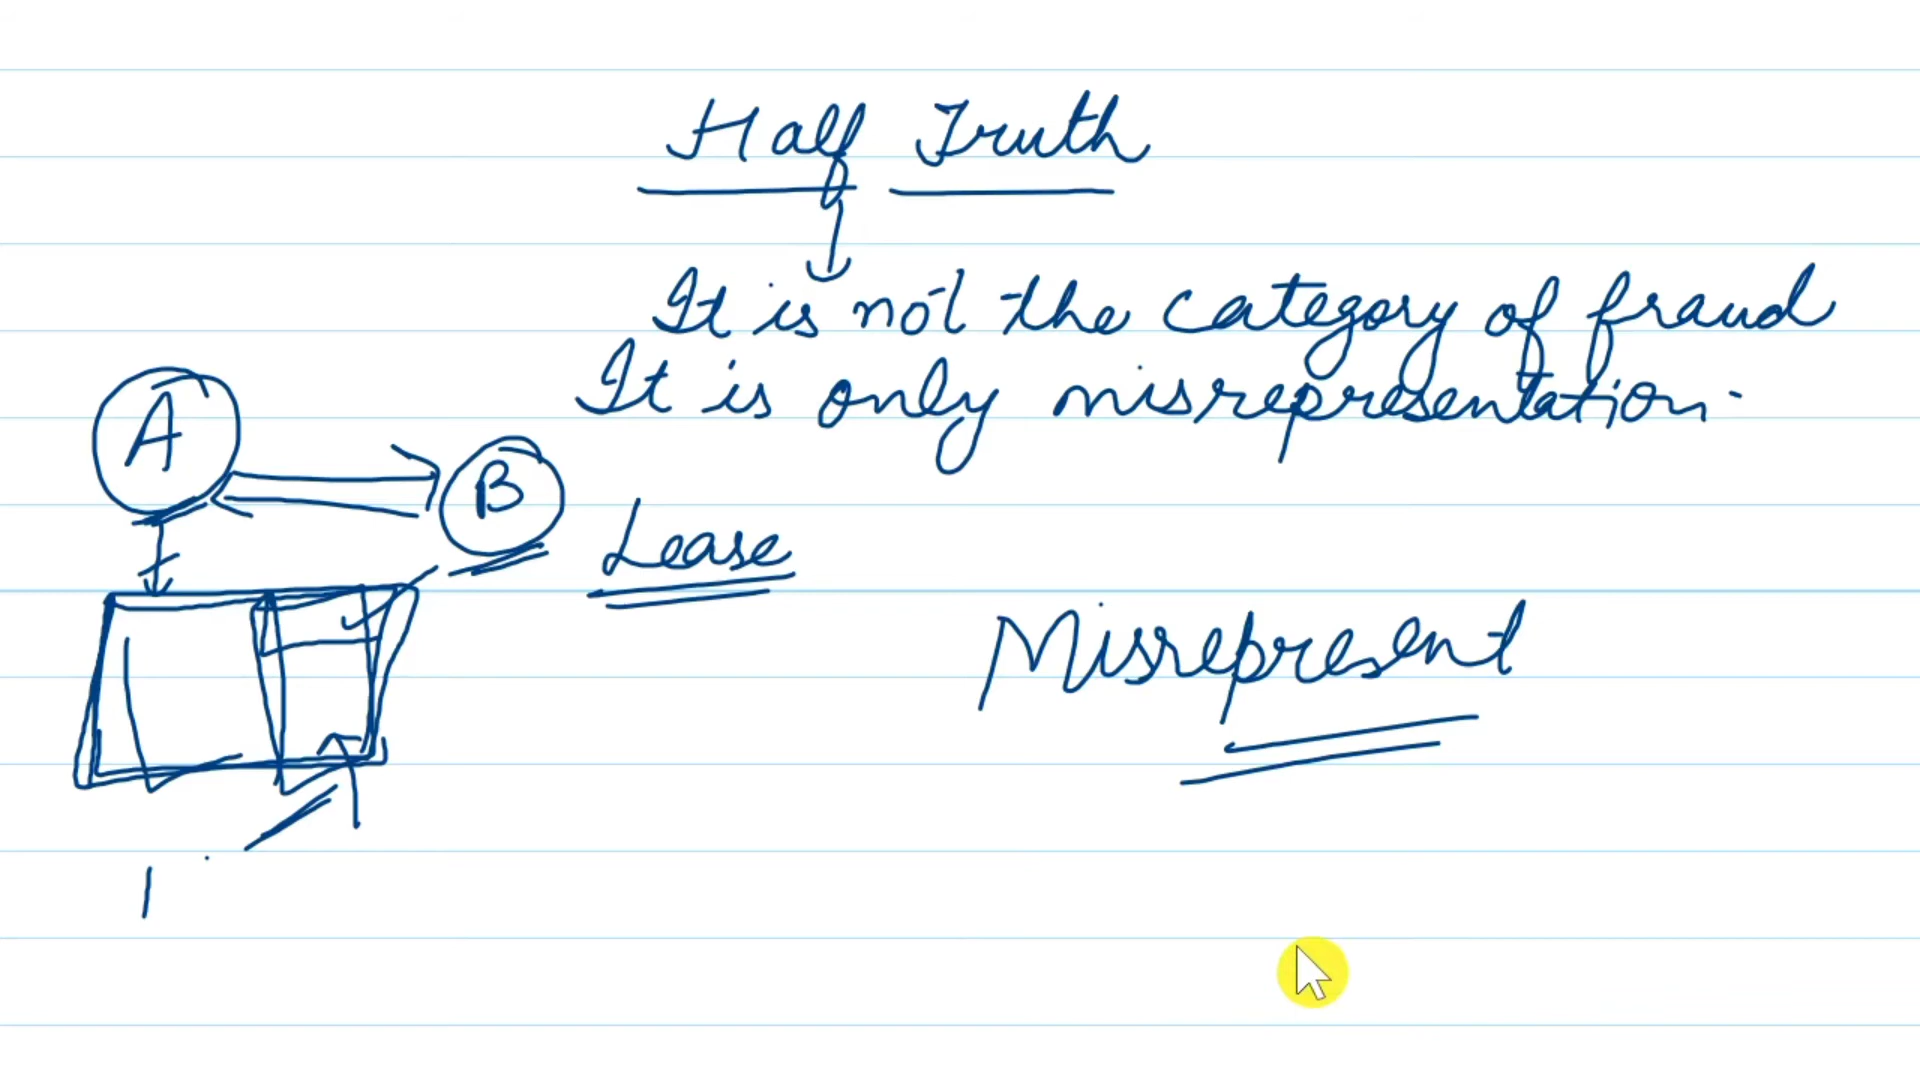 Half Truth
It is not the category of fraud
It is only misrepresentation.
A
B
Lease
Misrepresent